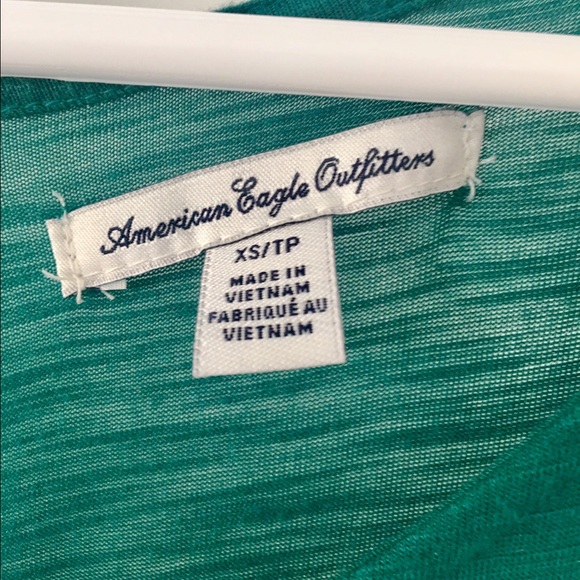 American Eagle Outfitters
XS/TP
MADE IN
VIETNAM
FABRIQUÉ AU
VIETNAM